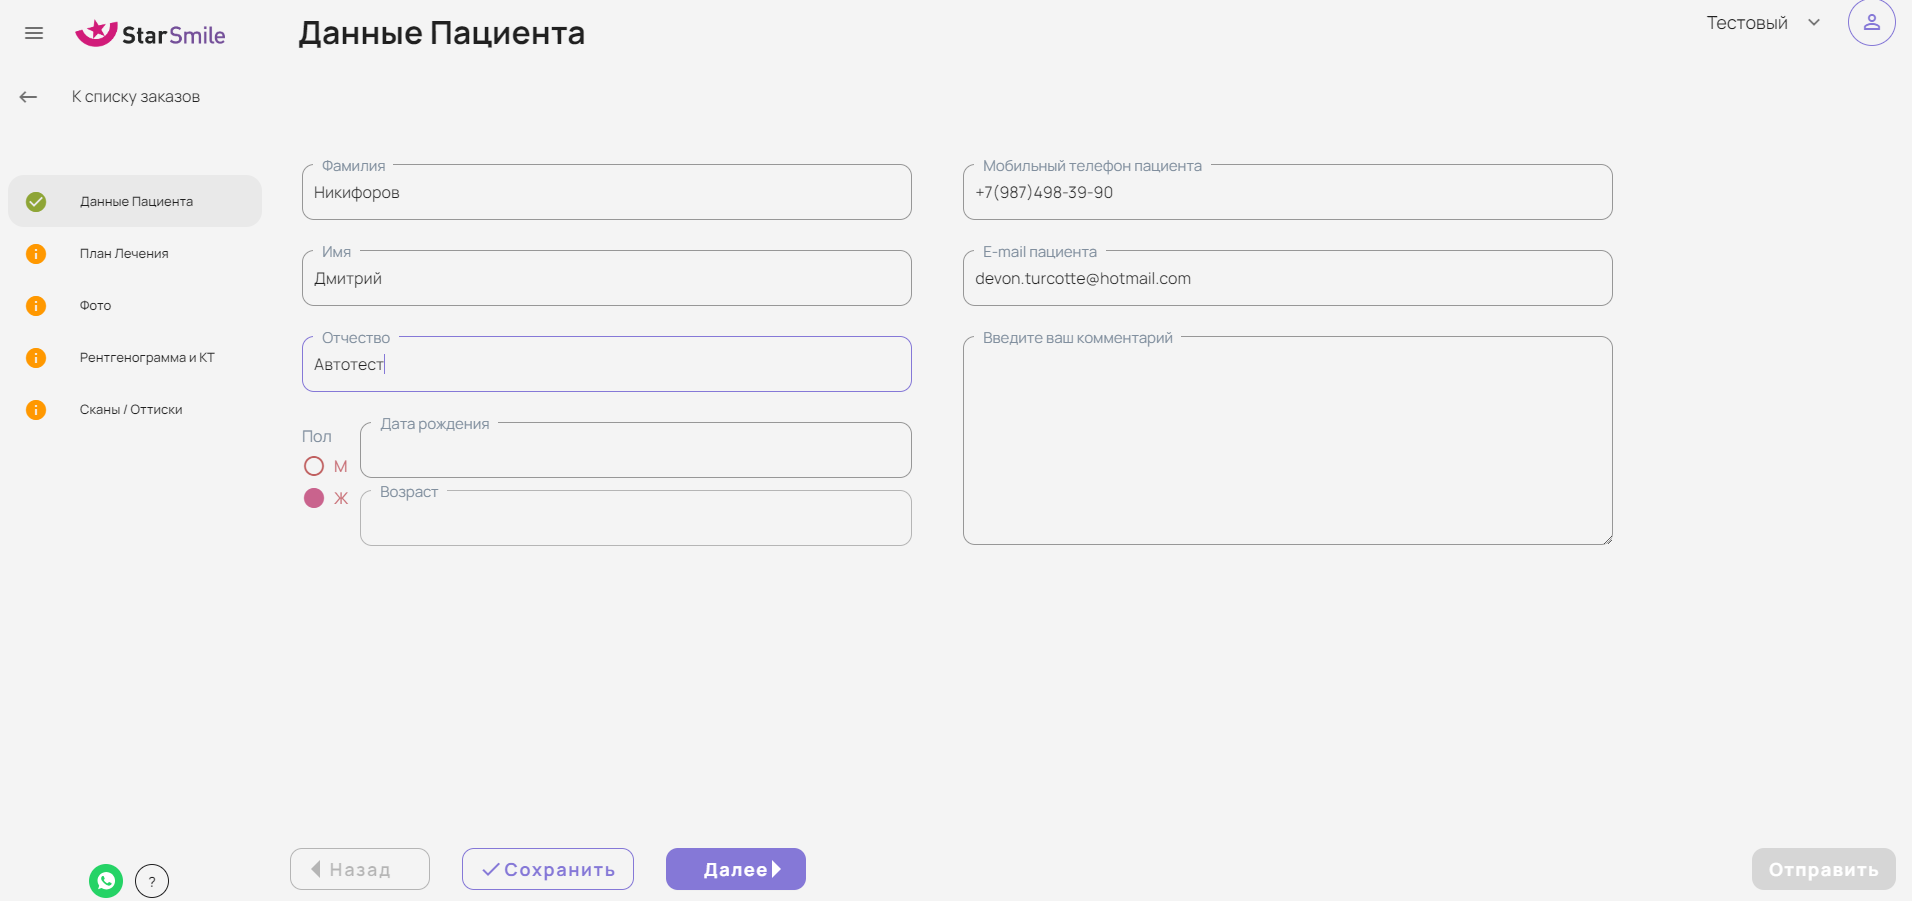 StarSmile
Данные Пациента
Тестовый
К списку заказов
Данные Пациента
План Лечения
Фото
Рентгенограмма и КТ
Сканы / Оттиски
Фамилия
Никифоров
Имя
Дмитрий
Отчество
Автотест
Пол
М
Ж
Дата рождения
Возраст
Мобильный телефон пациента
+7(987)498-39-90
E-mail пациента
devon.turcotte@hotmail.com
Введите ваш комментарий
?
Назад
Сохранить
Далее
Отправить